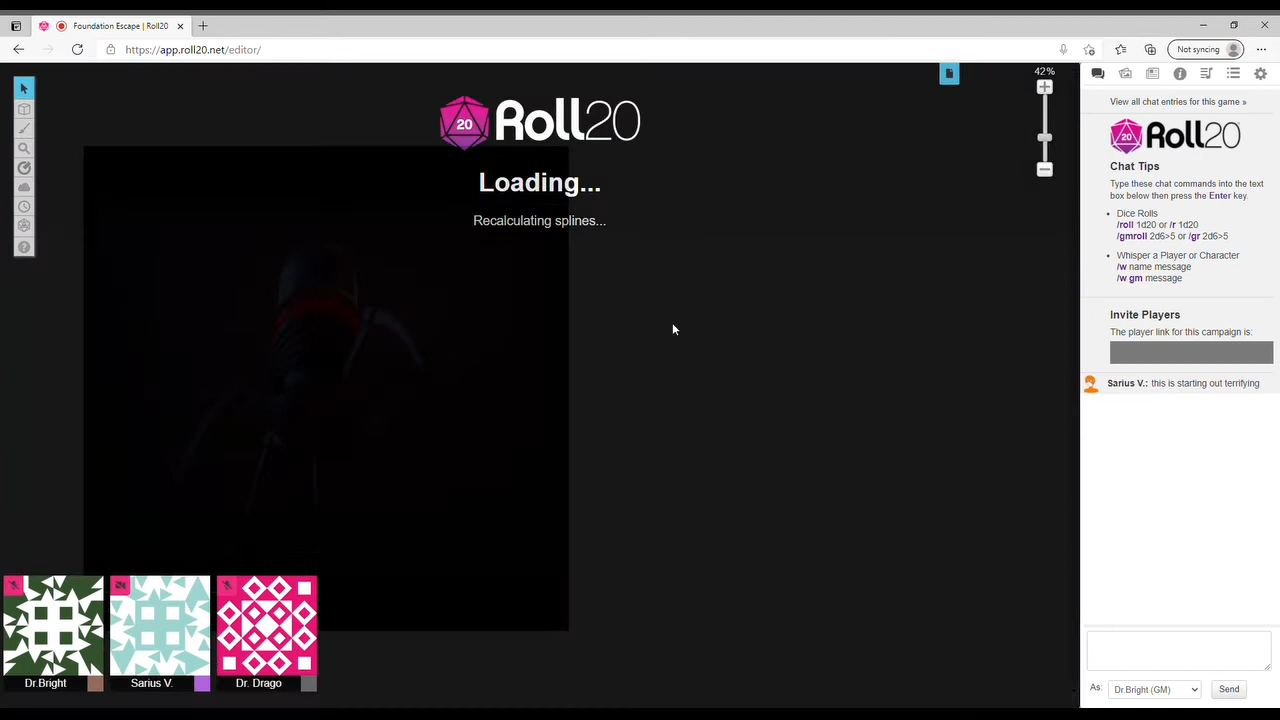 Foundation Escape | Roll20
https://app.roll20.net/editor/
Not syncing
20 Roll20
Loading...
Recalculating splines...
42%
View all chat entries for this game »
20 Roll20
Chat Tips
Type these chat commands into the text
box below then press the Enter key.
• Dice Rolls
/roll 1d20 or /r 1d20
/gmroll 2d6>5 or /gr 2d6>5
• Whisper a Player or Character
/w name message
/w gm message
Invite Players
The player link for this campaign is:
Sarius V.: this is starting out terrifying
Dr.Bright
Sarius V.
Dr. Drago
As:
Dr.Bright (GM)
Send